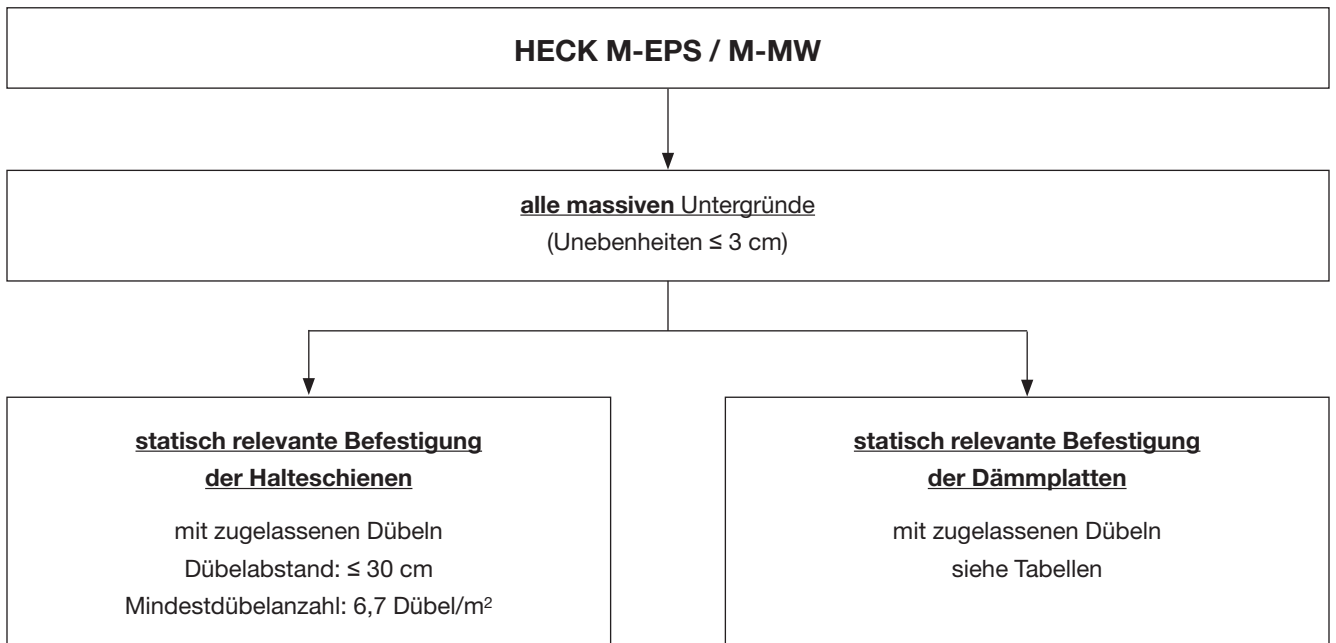 HECK M-EPS / M-MW
alle massiven Untergründe
(Unebenheiten ≤ 3 cm)
statisch relevante Befestigung
der Halteschienen
mit zugelassenen Dübeln
Dübelabstand: ≤ 30 cm
Mindestdübelanzahl: 6,7 Dübel/m²
statisch relevante Befestigung
der Dämmplatten
mit zugelassenen Dübeln
siehe Tabellen